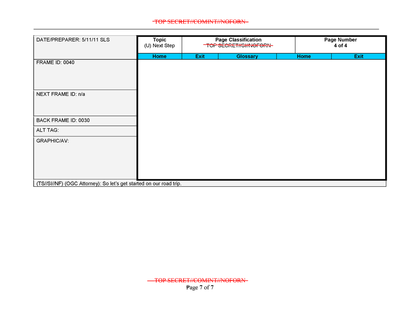 TOP SECRET//COMINT//NOFORN
DATE/PREPARER: 5/11/11 SLS
Topic
(U) Next Step
Page Classification
TOP SECRET//SI//NOFORN
Page Number
4 of 4
Home Exit Glossary Home Exit
FRAME ID: 0040
NEXT FRAME ID: n/a
BACK FRAME ID: 0030
ALT TAG:
GRAPHIC/AV:
(TS//SI//NF) (OGC Attorney): So let's get started on our road trip.
TOP SECRET//COMINT//NOFORN
Page 7 of 7